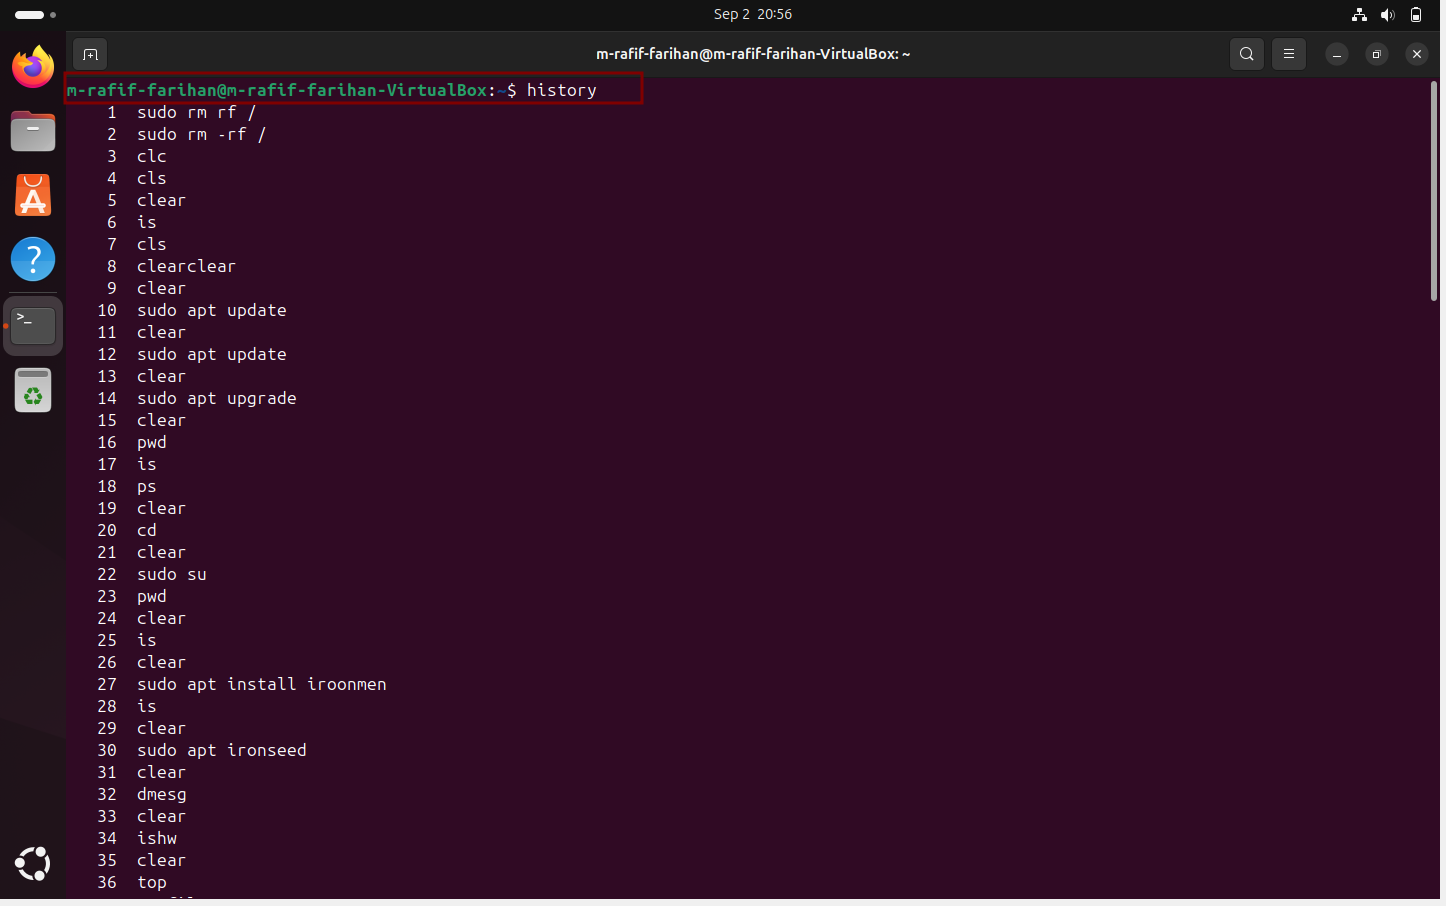 Sep 2 20:56
m-rafif-farihan@m-rafif-farihan-VirtualBox: ~
m-rafif-farihan@m-rafif-farihan-VirtualBox:~$ history
1 sudo rm rf /
2 sudo rm -rf /
3 clc
4 cls
5 clear
6 is
7 cls
8 clearclear
9 clear
10 sudo apt update
11 clear
12 sudo apt update
13 clear
14 sudo apt upgrade
15 clear
16 pwd
17 is
18 ps
19 clear
20 cd
21 clear
22 sudo su
23 pwd
24 clear
25 is
26 clear
27 sudo apt install iroonmen
28 is
29 clear
30 sudo apt ironseed
31 clear
32 dmesg
33 clear
34 ishw
35 clear
36 top